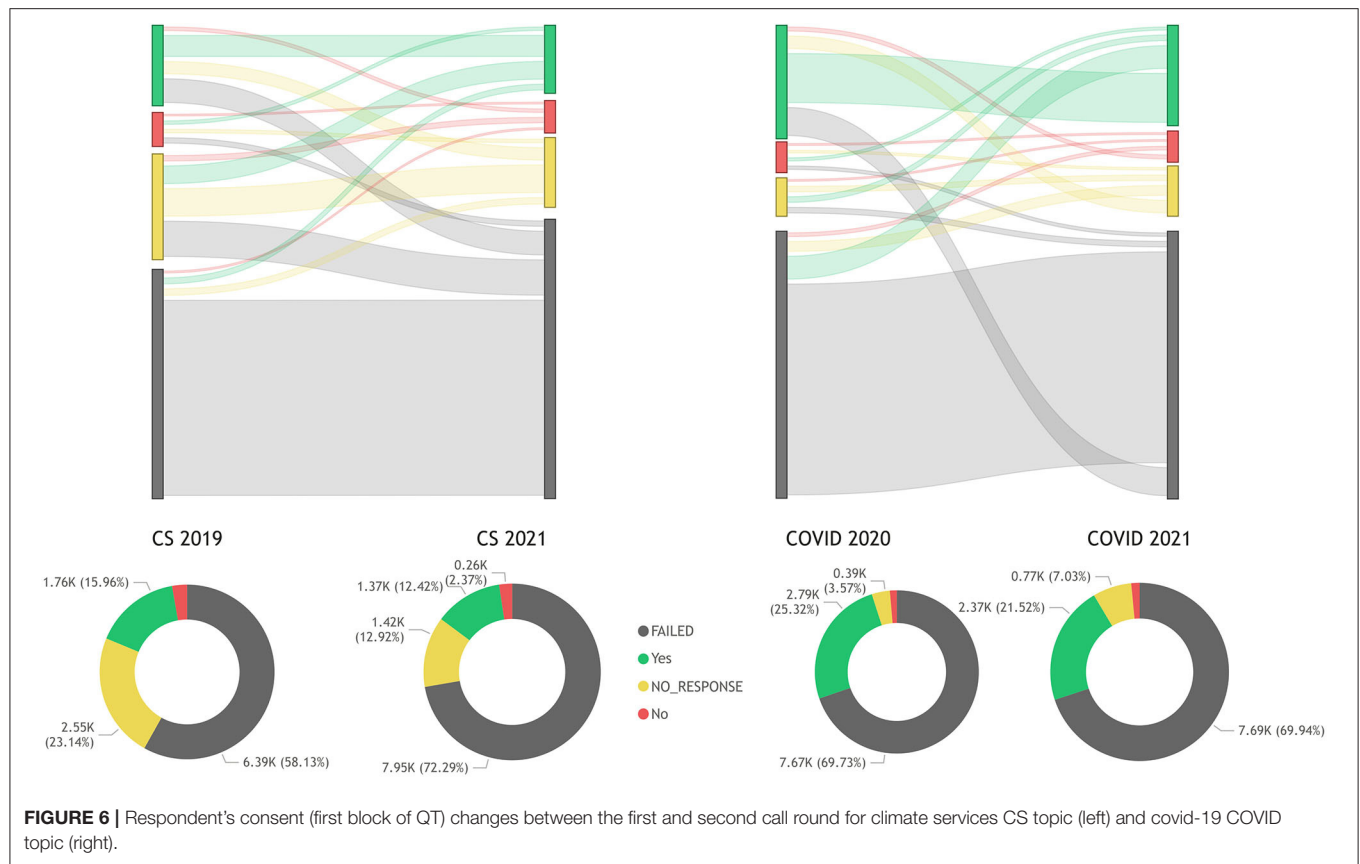 CS 2019
CS 2021
COVID 2020
COVID 2021
1.76K (15.96%)
2.55K
(23.14%)
6.39K (58.13%)
0.26K
(2.37%)
1.37K (12.42%)
1.42K
(12.92%)
7.95K (72.29%)
FAILED
Yes
NO_RESPONSE
No
0.39K
(3.57%)
2.79K
(25.32%)
7.67K (69.73%)
0.77K (7.03%)
2.37K (21.52%)
7.69K (69.94%)
FIGURE 6 | Respondent's consent (first block of QT) changes between the first and second call round for climate services CS topic (left) and covid-19 COVID
topic (right).